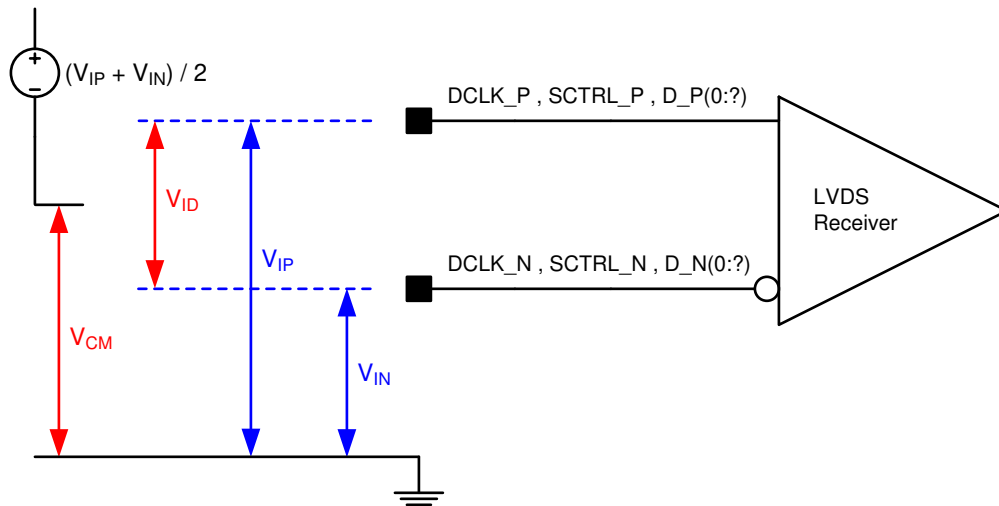 (VIP + VIN) / 2
DCLK_P , SCTRL_P , D_P(0:?)
VID
LVDS
Receiver
VIP
DCLK_N , SCTRL_N , D_N(0:?)
VCM
VIN